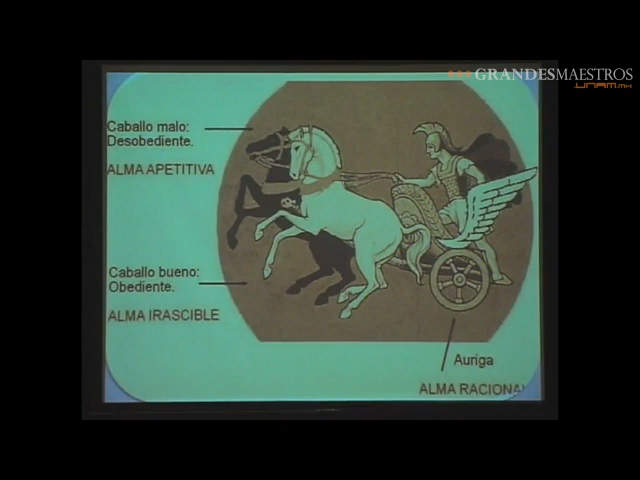 GRANDESMAESTROS
.UNAM.MX
Caballo malo:
Desobediente.
ALMA APETITIVA
Caballo bueno:
Obediente.
ALMA IRASCIBLE
Auriga
ALMA RACIONAL